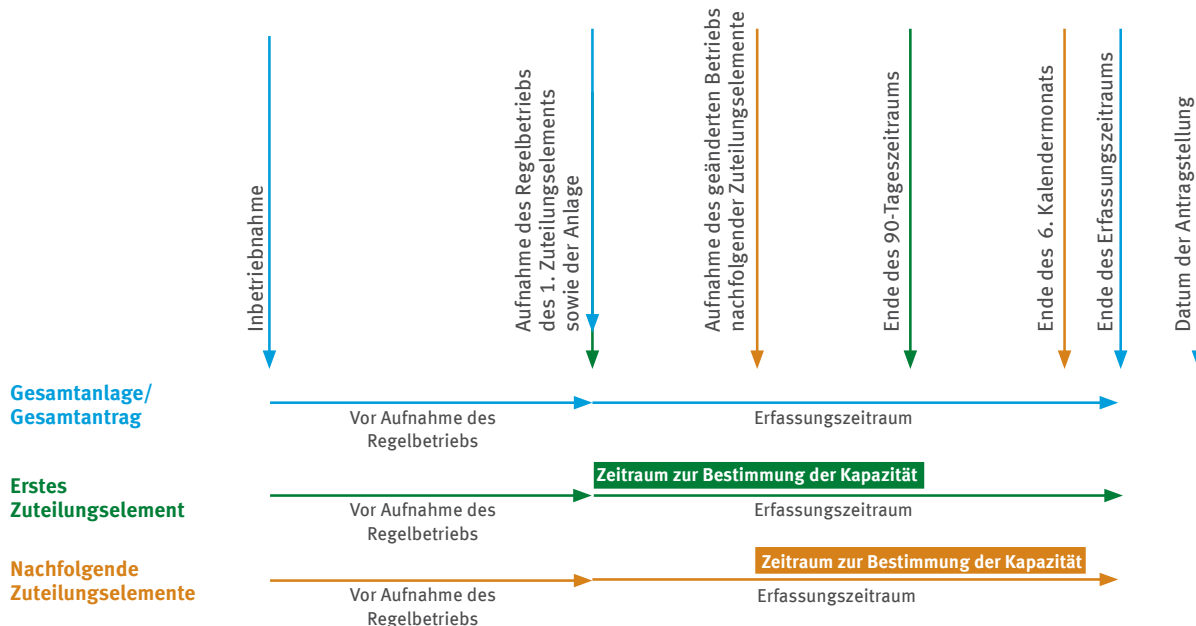 Inbetriebnahme
Aufnahme des Regelbetriebs
des 1. Zuteilungselements
sowie der Anlage
Aufnahme des geänderten Betriebs
nachfolgender Zuteilungselemente
Ende des 90-Tageszeitraums
Ende des 6. Kalendermonats
Ende des Erfassungszeitraums
Datum der Antragstellung
Gesamtanlage/
Gesamtantrag
Vor Aufnahme des
Regelbetriebs
Erfassungszeitraum
Erstes
Zuteilungselement
Zeitraum zur Bestimmung der Kapazität
Vor Aufnahme des
Regelbetriebs
Erfassungszeitraum
Nachfolgende
Zuteilungselemente
Zeitraum zur Bestimmung der Kapazität
Vor Aufnahme des
Regelbetriebs
Erfassungszeitraum